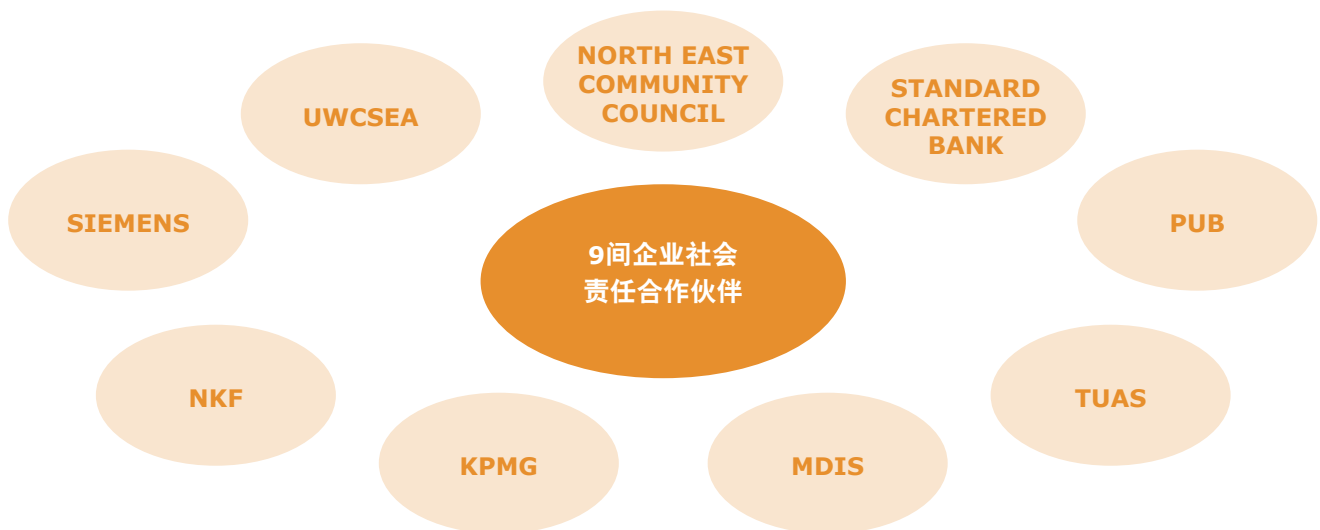 NORTH EAST
COMMUNITY
COUNCIL
UWCSEA
STANDARD
CHARTERED
BANK
SIEMENS
PUB
9间企业社会
责任合作伙伴
NKF
TUAS
KPMG
MDIS